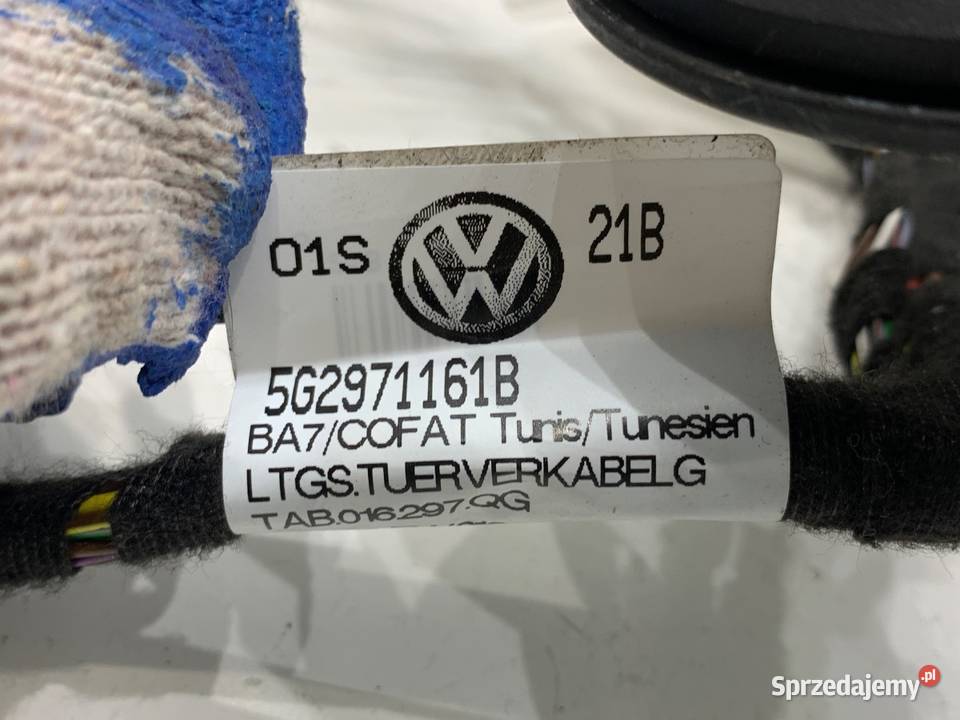 01S 21B
5G2971161B
BA7/COFAT Tunis/Tunesien
LTGS.TUERVERKABELG
TAB.016.297.QG
Sprzedajemy.pl